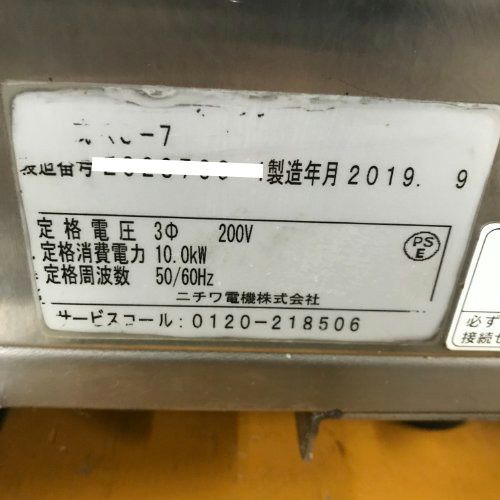 -7
製造番号 製造年月 2019. 9
定格電圧 3Φ 200V
定格消費電力 10.0kW
定格周波数 50/60Hz
PS
E
ニチワ電機株式会社
サービスコール:0120-218506
必ず
接続